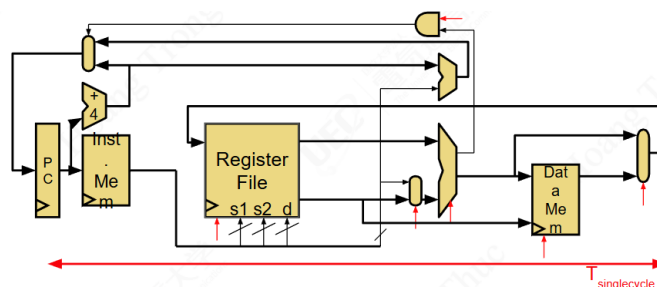 +
4
P
C
Inst
.
Me
m
Register
File
s1 s2 d
Dat
a
Me
m
T singlecycle